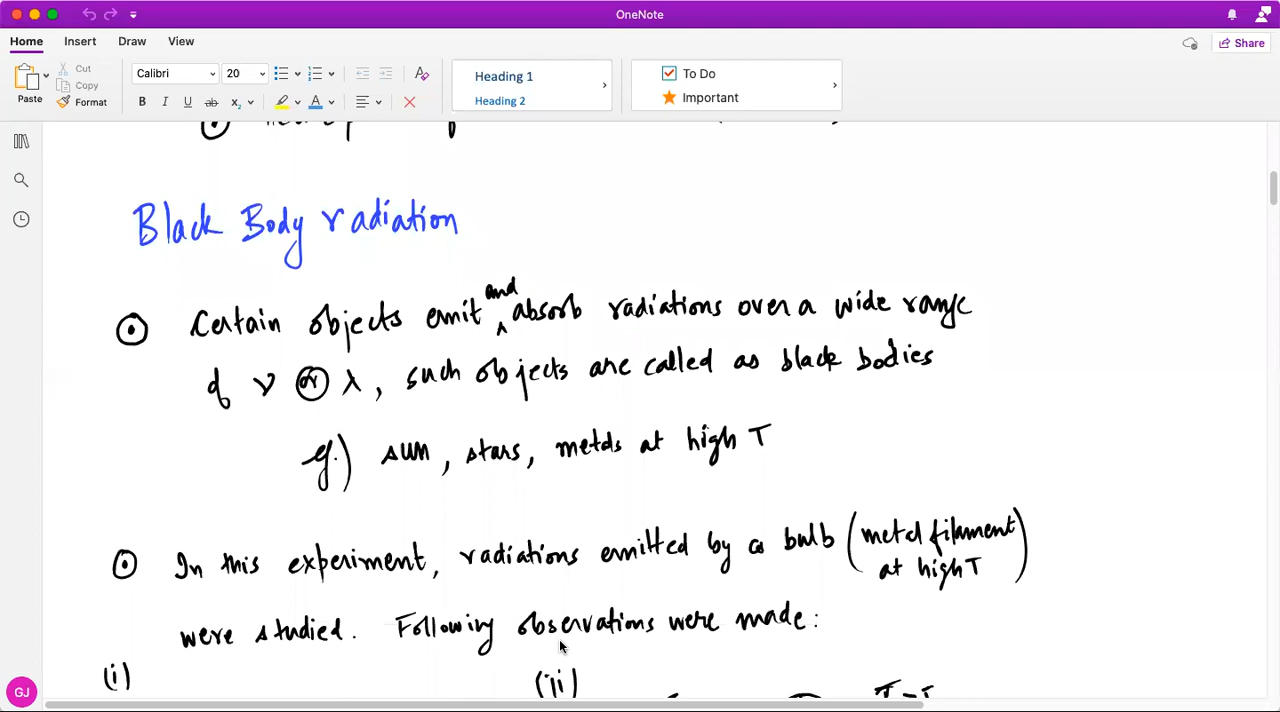 OneNote
Home Insert Draw View
Share
Paste
Cut
Copy
Format
Calibri 20
B I U ab x₂ A
Heading 1
Heading 2
To Do
Important
Black Body radiation
Certain objects emit and absorb radiations over a wide range
of ν or λ, such objects are called as black bodies
eg.) sun, stars, metals at high T
In this experiment, radiations emitted by a bulb (metal filament
at high T)
were studied. Following observations were made:
(i) (ii)
GJ